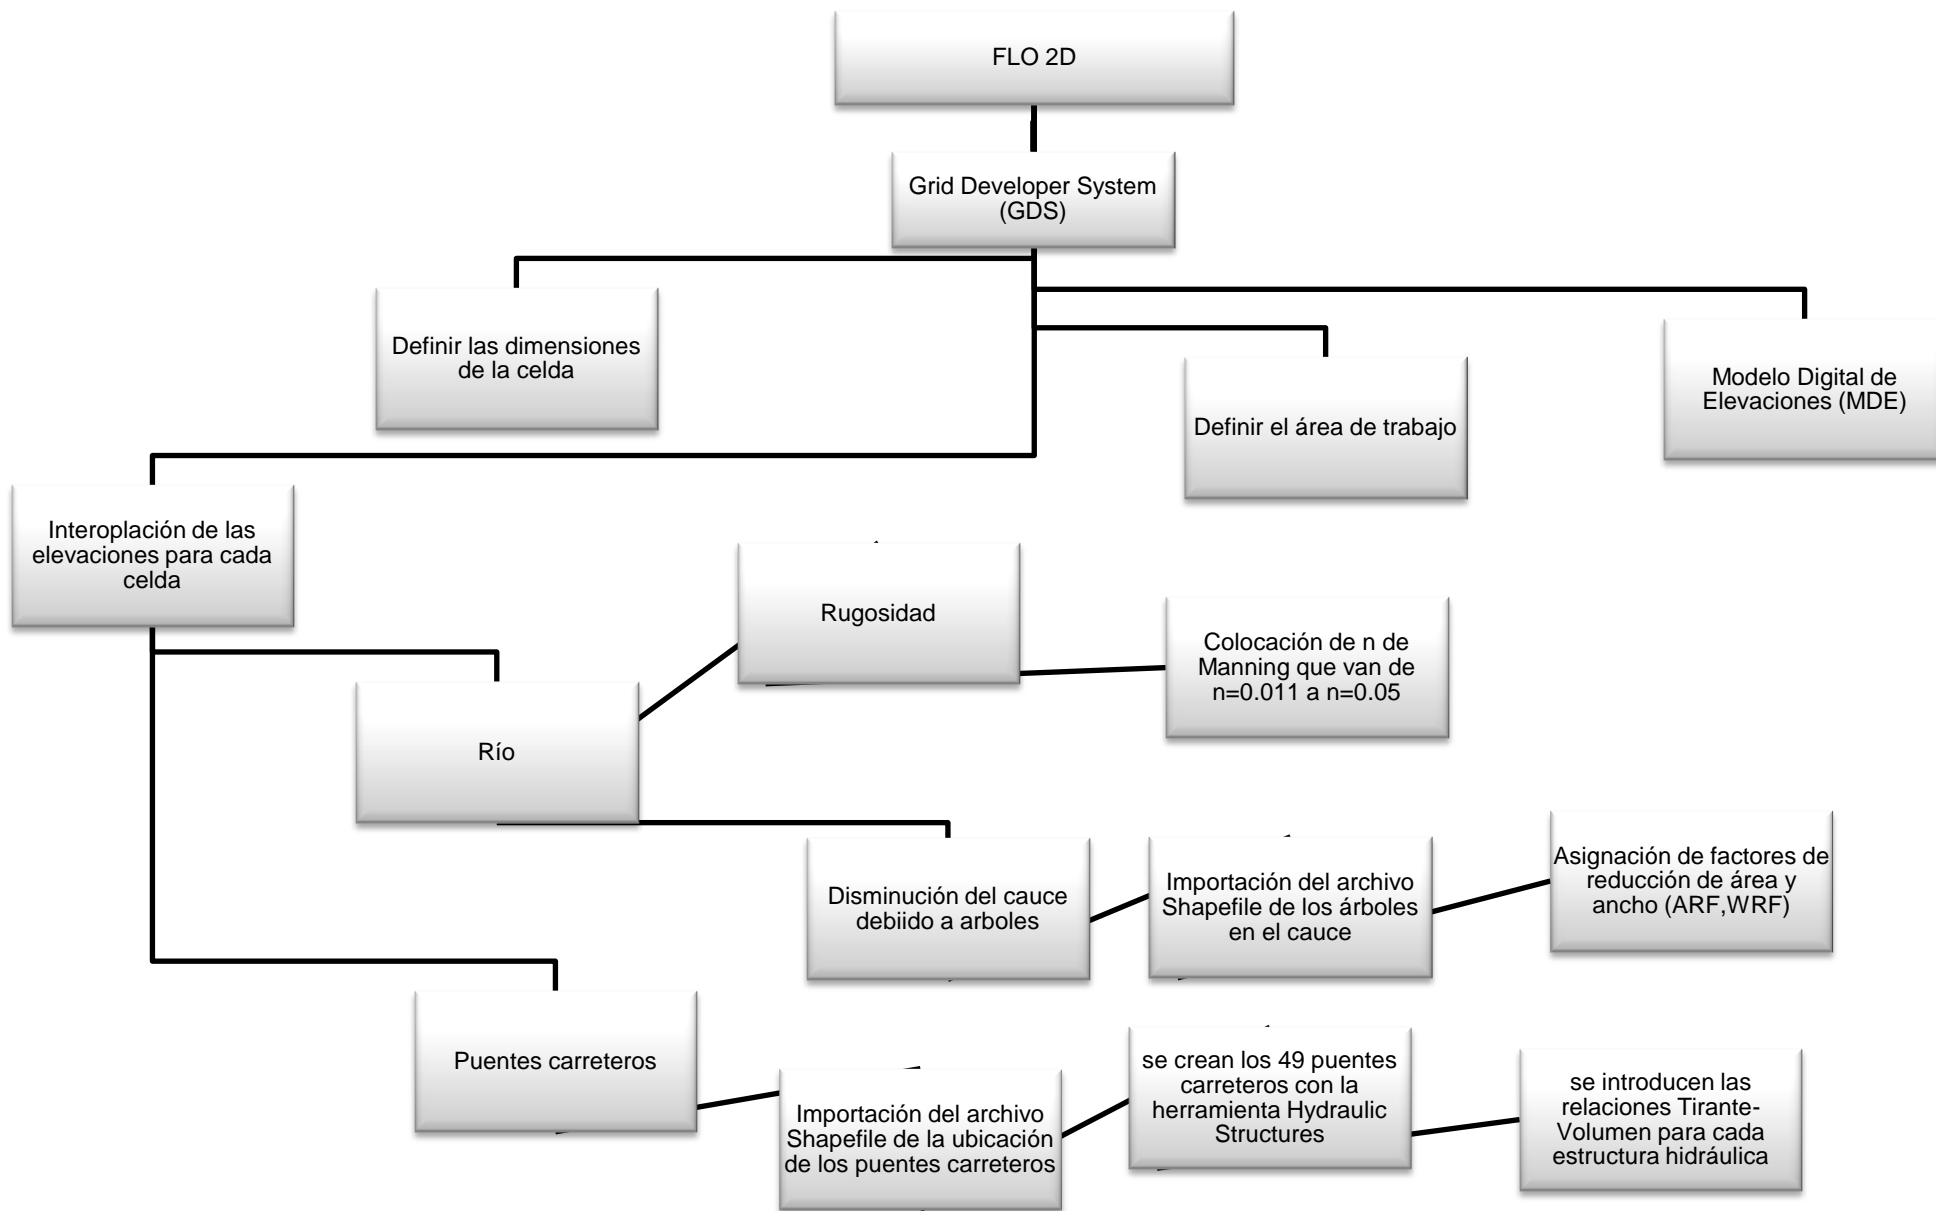 FLO 2D
Grid Developer System
(GDS)
Definir las dimensiones
de la celda
Definir el área de trabajo
Modelo Digital de
Elevaciones (MDE)
Interoplación de las
elevaciones para cada
celda
Rugosidad
Colocación de n de
Manning que van de
n=0.011 a n=0.05
Río
Disminución del cauce
debiido a arboles
Importación del archivo
Shapefile de los árboles
en el cauce
Asignación de factores de
reducción de área y
ancho (ARF,WRF)
Puentes carreteros
Importación del archivo
Shapefile de la ubicación
de los puentes carreteros
se crean los 49 puentes
carreteros con la
herramienta Hydraulic
Structures
se introducen las
relaciones Tirante-
Volumen para cada
estructura hidráulica